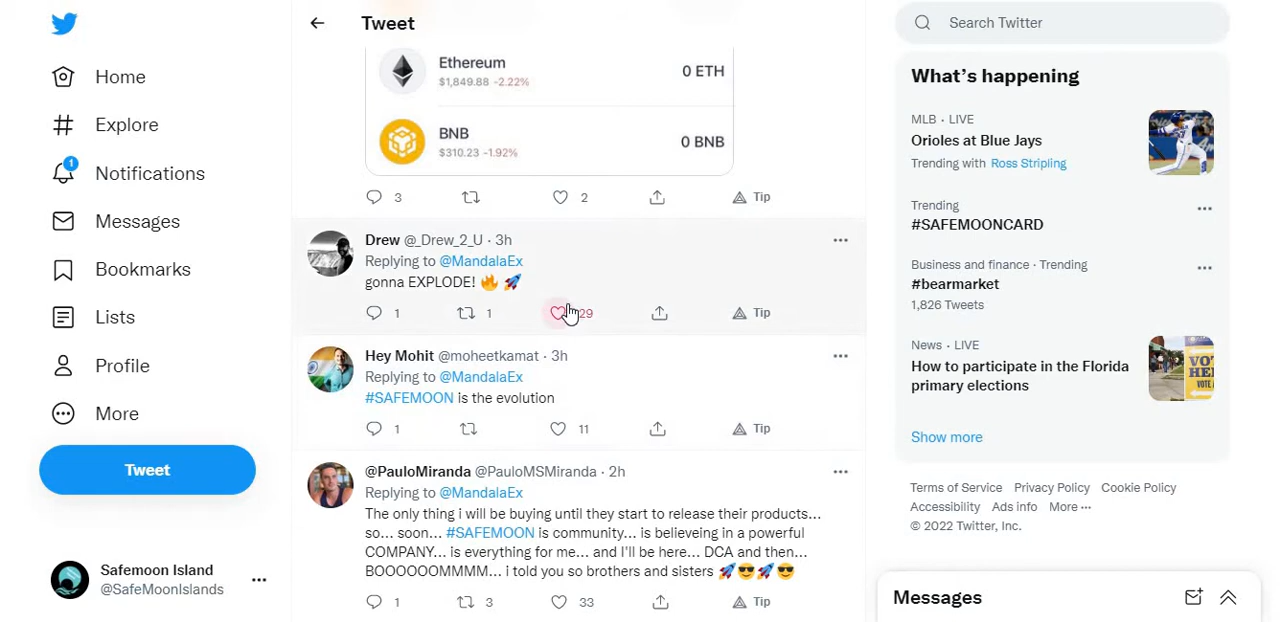 Home
Explore
1
Notifications
Messages
Bookmarks
Lists
Profile
More
Tweet
Safemoon Island
@SafeMoonIslands
Tweet
Ethereum
$1,849.88 -2.22%
0 ETH
BNB
$310.23 -1.92%
0 BNB
3 2 Tip
Drew @_Drew_2_U · 3h
Replying to @MandalaEx
gonna EXPLODE! 🔥 🚀
1 1 29 Tip
Hey Mohit @moheetkamat · 3h
Replying to @MandalaEx
#SAFEMOON is the evolution
1 11 Tip
@PauloMiranda @PauloMSMiranda · 2h
Replying to @MandalaEx
The only thing i will be buying until they start to release their products...
so... soon... #SAFEMOON is community... is believeing in a powerful
COMPANY... is everything for me... and I'll be here... DCA and then...
BOOOOOOMMMM... i told you so brothers and sisters 🚀😎🚀😎
1 3 33 Tip
Search Twitter
What's happening
MLB · LIVE
Orioles at Blue Jays
Trending with Ross Stripling
Trending
#SAFEMOONCARD
Business and finance · Trending
#bearmarket
1,826 Tweets
News · LIVE
How to participate in the Florida
primary elections
Show more
Terms of Service Privacy Policy Cookie Policy
Accessibility Ads info More ···
© 2022 Twitter, Inc.
Messages